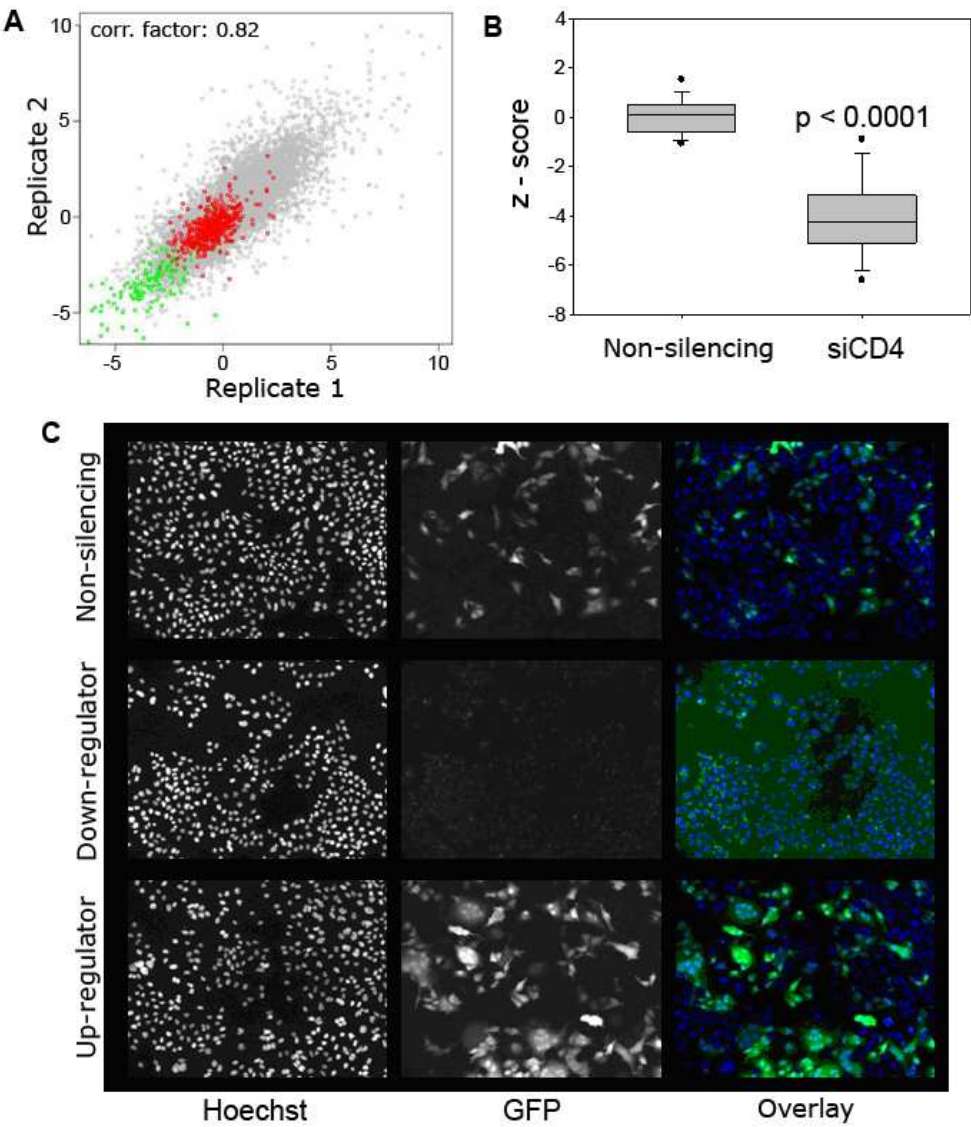 A
corr. factor: 0.82
10
5
0
-5
Replicate 2
-5
0
5
10
Replicate 1
B
4
2
0
-2
-4
-6
-8
z - score
p < 0.0001
Non-silencing
siCD4
C
Non-silencing
Down-regulator
Up-regulator
Hoechst
GFP
Overlay